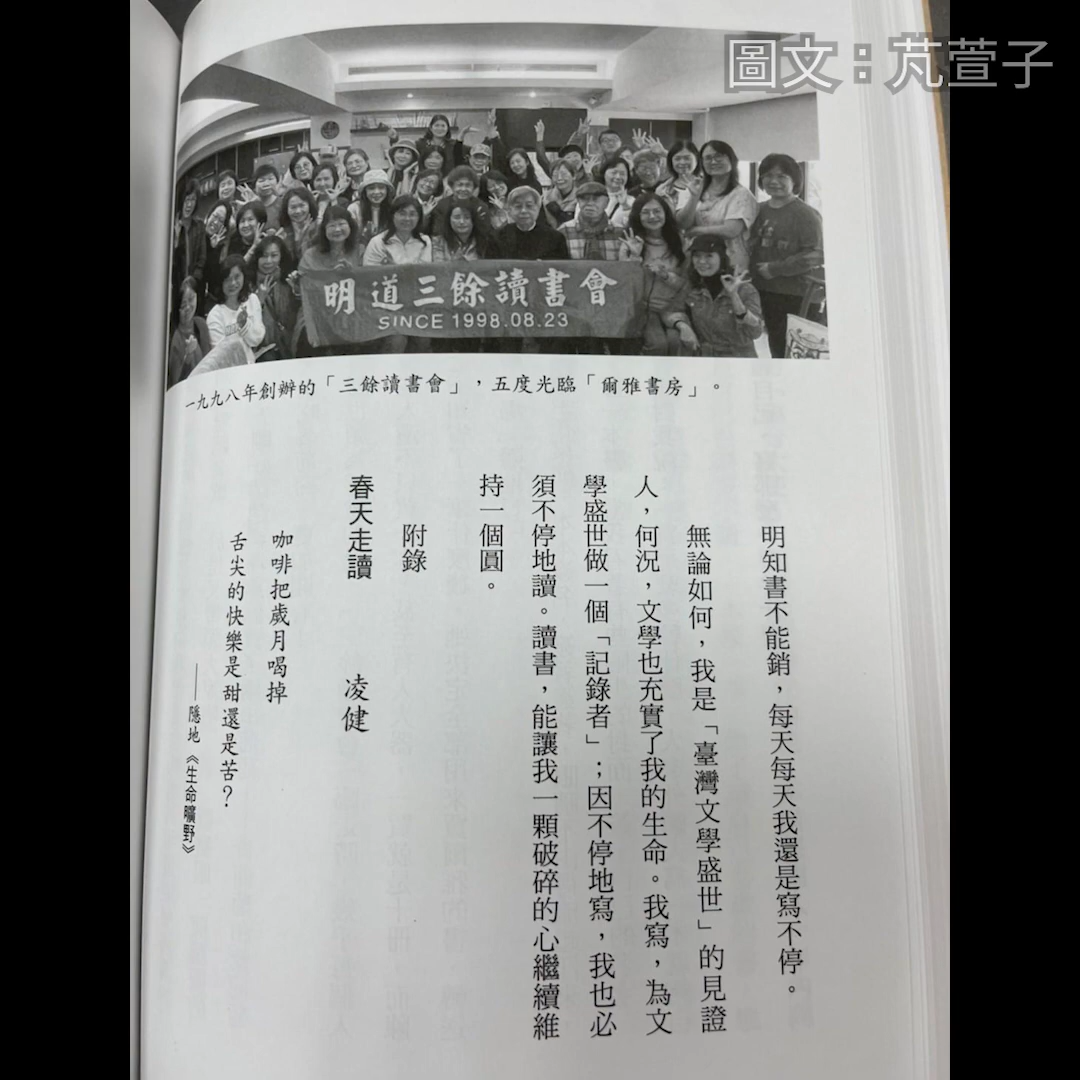 圖文：芃萱子
明道三餘讀書會
SINCE 1998.08.23
一九九八年創辦的「三餘讀書會」，五度光臨「爾雅書房」。
明知書不能銷，每天每天我還是寫不停。
無論如何，我是「臺灣文學盛世」的見證
人，何況，文學也充實了我的生命。我寫，為文
學盛世做一個「記錄者」；因不停地寫，我也必
須不停地讀。讀書，能讓我一顆破碎的心繼續維
持一個圓。
附錄
春天走讀　凌健
咖啡把歲月喝掉
舌尖的快樂是甜還是苦？
——隱地《生命曠野》